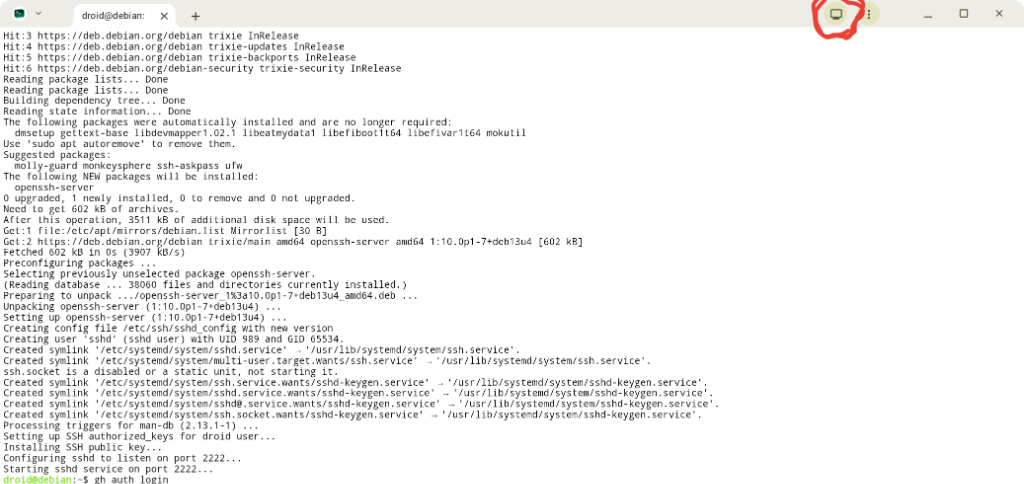 droid@debian:
Hit:3 https://deb.debian.org/debian trixie InRelease
Hit:4 https://deb.debian.org/debian trixie-updates InRelease
Hit:5 https://deb.debian.org/debian trixie-backports InRelease
Hit:6 https://deb.debian.org/debian-security trixie-security InRelease
Reading package lists... Done
Reading package lists... Done
Building dependency tree... Done
Reading state information... Done
The following packages were automatically installed and are no longer required:
  dmsetup gettext-base libdevmapper1.02.1 libeatmydata1 libefiboot1t64 libefivar1t64 mokutil
Use 'sudo apt autoremove' to remove them.
Suggested packages:
  molly-guard monkeysphere ssh-askpass ufw
The following NEW packages will be installed:
  openssh-server
0 upgraded, 1 newly installed, 0 to remove and 0 not upgraded.
Need to get 602 kB of archives.
After this operation, 3511 kB of additional disk space will be used.
Get:1 file:/etc/apt/mirrors/debian.list Mirrorlist [30 B]
Get:2 https://deb.debian.org/debian trixie/main amd64 openssh-server amd64 1:10.0p1-7+deb13u4 [602 kB]
Fetched 602 kB in 0s (3907 kB/s)
Preconfiguring packages ...
Selecting previously unselected package openssh-server.
(Reading database ... 38060 files and directories currently installed.)
Preparing to unpack .../openssh-server_1%3a10.0p1-7+deb13u4_amd64.deb ...
Unpacking openssh-server (1:10.0p1-7+deb13u4) ...
Setting up openssh-server (1:10.0p1-7+deb13u4) ...
Creating config file /etc/ssh/sshd_config with new version
Creating user 'sshd' (sshd user) with UID 989 and GID 65534.
Created symlink '/etc/systemd/system/sshd.service' → '/usr/lib/systemd/system/ssh.service'.
Created symlink '/etc/systemd/system/multi-user.target.wants/ssh.service' → '/usr/lib/systemd/system/ssh.service'.
ssh.socket is a disabled or a static unit, not starting it.
Created symlink '/etc/systemd/system/ssh.service.wants/sshd-keygen.service' → '/usr/lib/systemd/system/sshd-keygen.service'.
Created symlink '/etc/systemd/system/sshd.service.wants/sshd-keygen.service' → '/usr/lib/systemd/system/sshd-keygen.service'.
Created symlink '/etc/systemd/system/sshd@.service.wants/sshd-keygen.service' → '/usr/lib/systemd/system/sshd-keygen.service'.
Created symlink '/etc/systemd/system/ssh.socket.wants/sshd-keygen.service' → '/usr/lib/systemd/system/sshd-keygen.service'.
Processing triggers for man-db (2.13.1-1) ...
Setting up SSH authorized_keys for droid user...
Installing SSH public key...
Configuring sshd to listen on port 2222...
Starting sshd service on port 2222...
droid@debian:~$ gh auth login